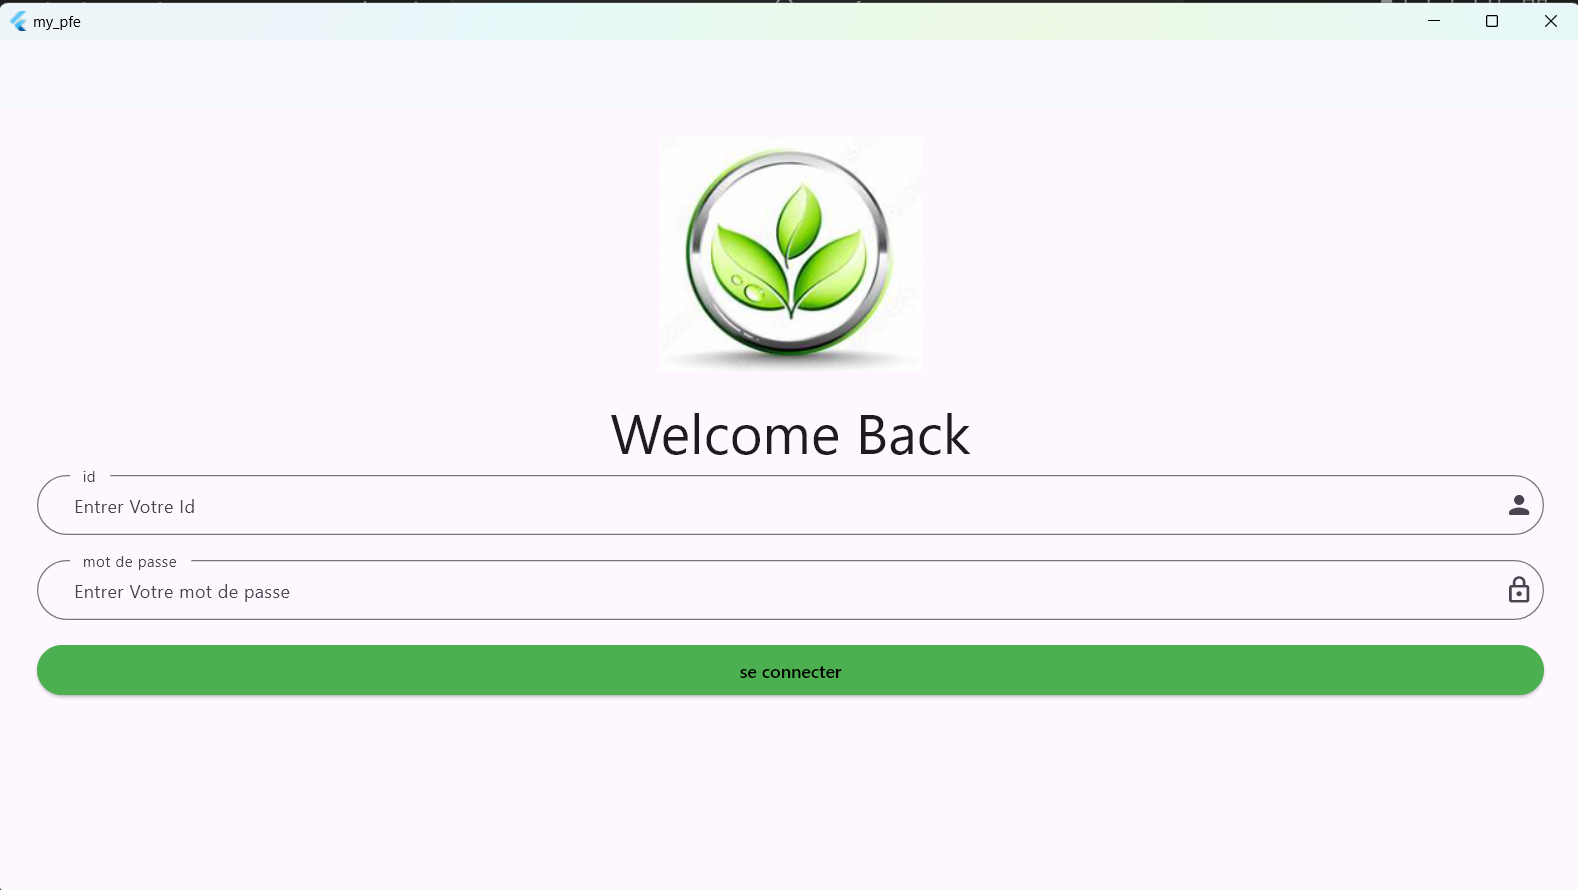 my_pfe
Welcome Back
id
Entrer Votre Id
mot de passe
Entrer Votre mot de passe
se connecter